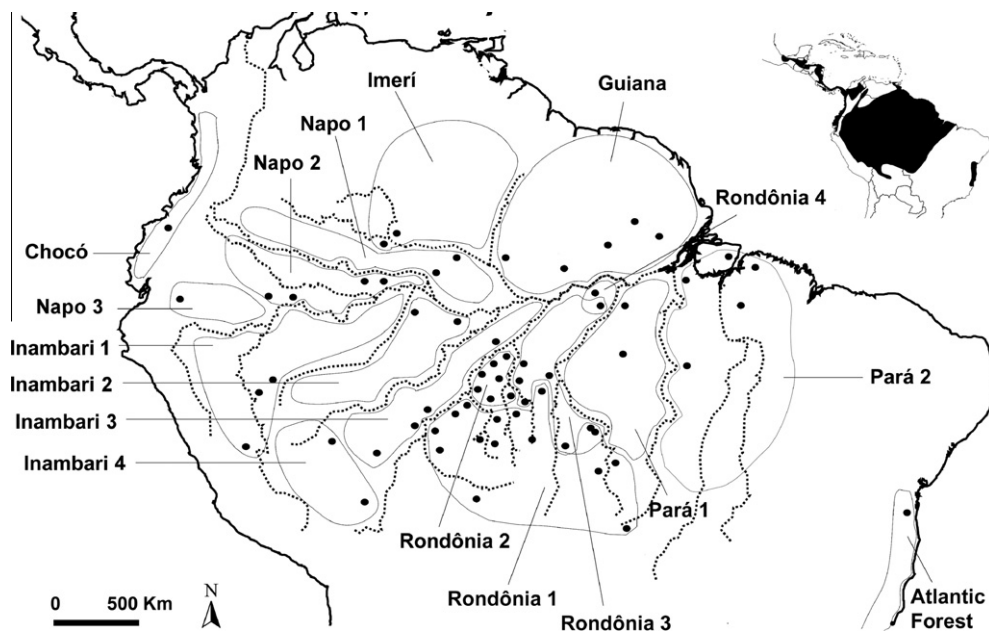 Imerí
Guiana
Napo 1
Napo 2
Rondônia 4
Chocó
Napo 3
Inambari 1
Inambari 2
Pará 2
Inambari 3
Inambari 4
Pará 1
Rondônia 2
N
0 500 Km
Rondônia 1
Rondônia 3
Atlantic
Forest